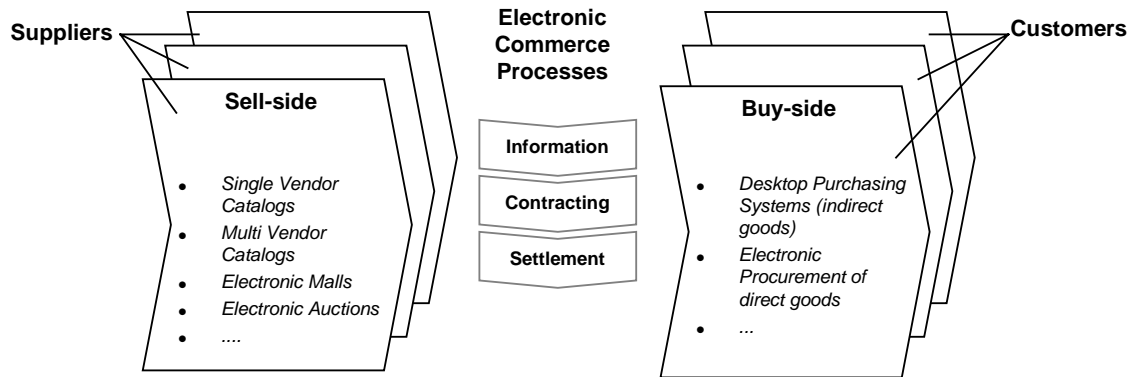 Suppliers
Sell-side
• Single Vendor
Catalogs
• Multi Vendor
Catalogs
• Electronic Malls
• Electronic Auctions
• ....
Electronic
Commerce
Processes
Information
Contracting
Settlement
Customers
Buy-side
• Desktop Purchasing
Systems (indirect
goods)
• Electronic
Procurement of
direct goods
• ...